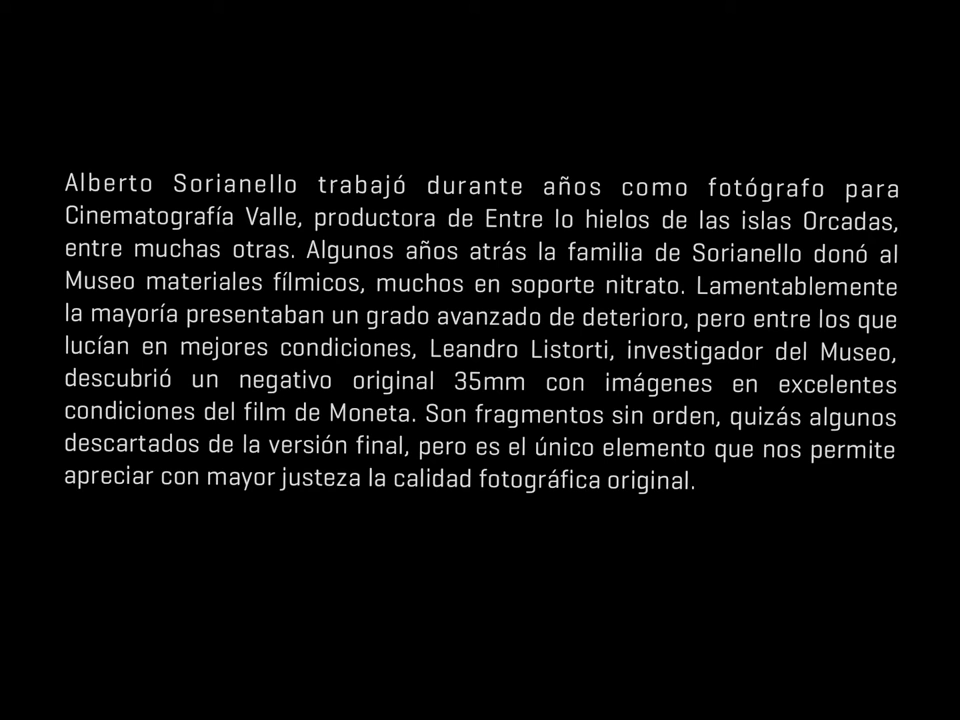 Alberto Sorianello trabajó durante años como fotógrafo para
Cinematografía Valle, productora de Entre lo hielos de las islas Orcadas,
entre muchas otras. Algunos años atrás la familia de Sorianello donó al
Museo materiales fílmicos, muchos en soporte nitrato. Lamentablemente
la mayoría presentaban un grado avanzado de deterioro, pero entre los que
lucían en mejores condiciones, Leandro Listorti, investigador del Museo,
descubrió un negativo original 35mm con imágenes en excelentes
condiciones del film de Moneta. Son fragmentos sin orden, quizás algunos
descartados de la versión final, pero es el único elemento que nos permite
apreciar con mayor justeza la calidad fotográfica original.